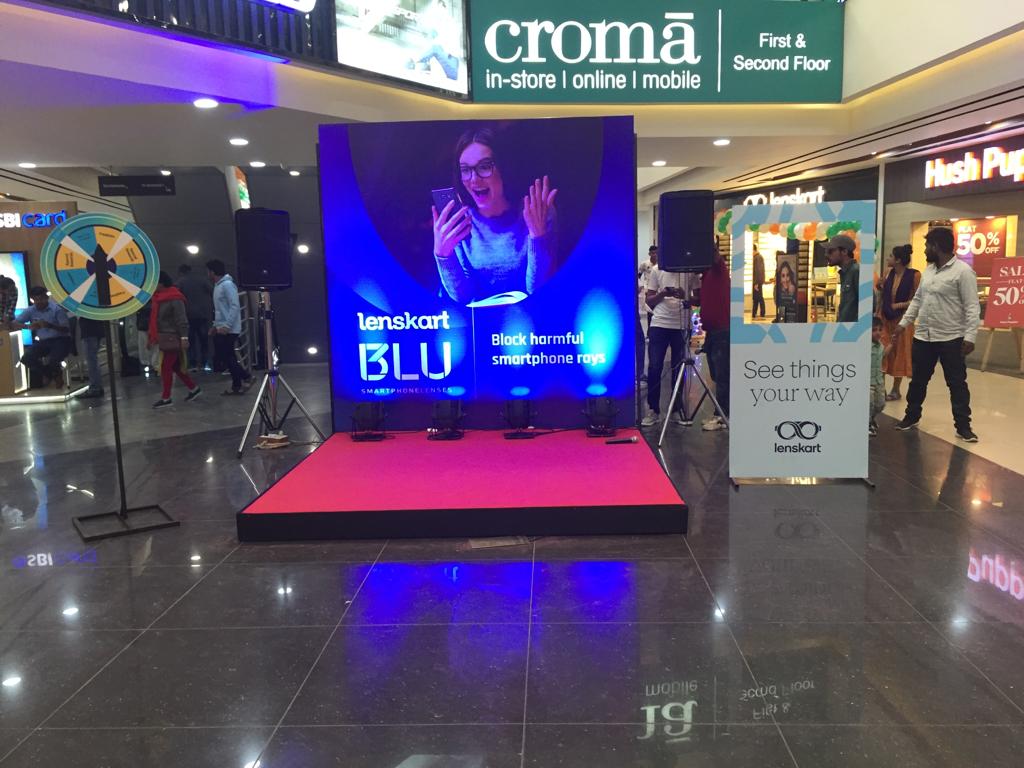 cromā
in-store | online | mobile
First &
Second Floor
SBI card
lenskart
BLU
SMARTPHONE LENSES
Block harmful
smartphone rays
lenskart
See things
your way
lenskart
Hush Pup
FLAT
50%
OFF
SAL
FLAT
50